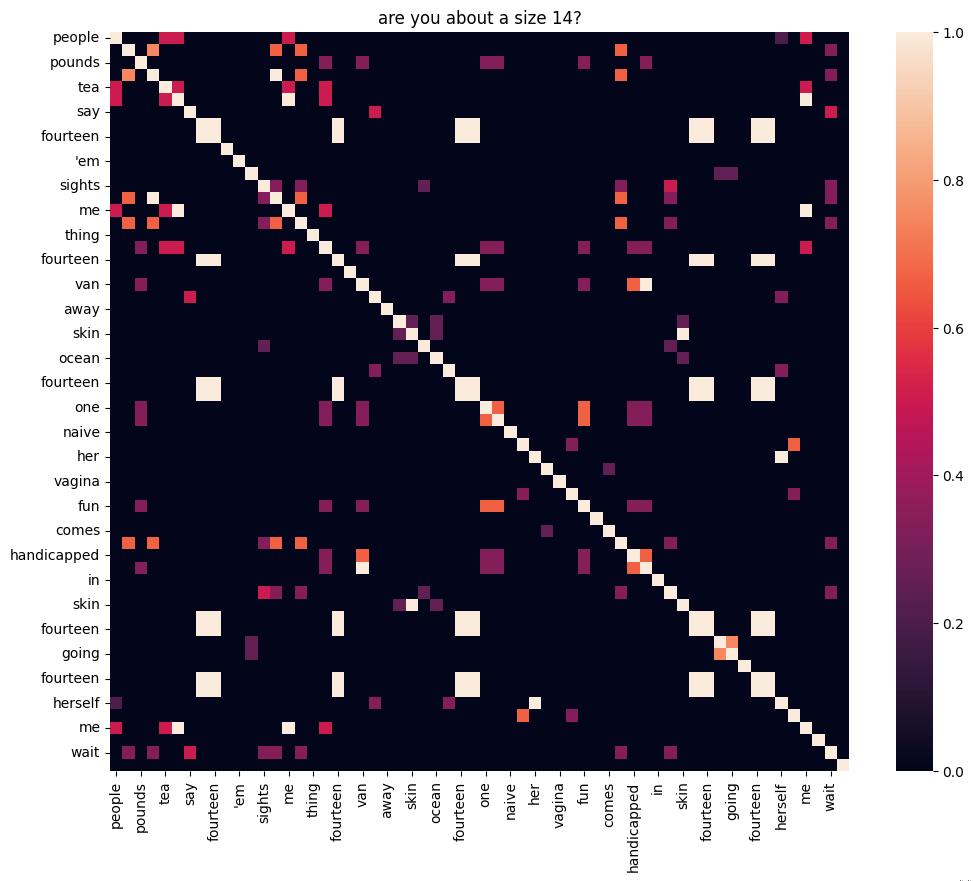 are you about a size 14?
people
pounds
tea
say
fourteen
'em
sights
me
thing
fourteen
van
away
skin
ocean
fourteen
one
naive
her
vagina
fun
comes
handicapped
in
skin
fourteen
going
fourteen
herself
me
wait
people
pounds
tea
say
fourteen
'em
sights
me
thing
fourteen
van
away
skin
ocean
fourteen
one
naive
her
vagina
fun
comes
handicapped
in
skin
fourteen
going
fourteen
herself
me
wait
1.0
0.8
0.6
0.4
0.2
0.0